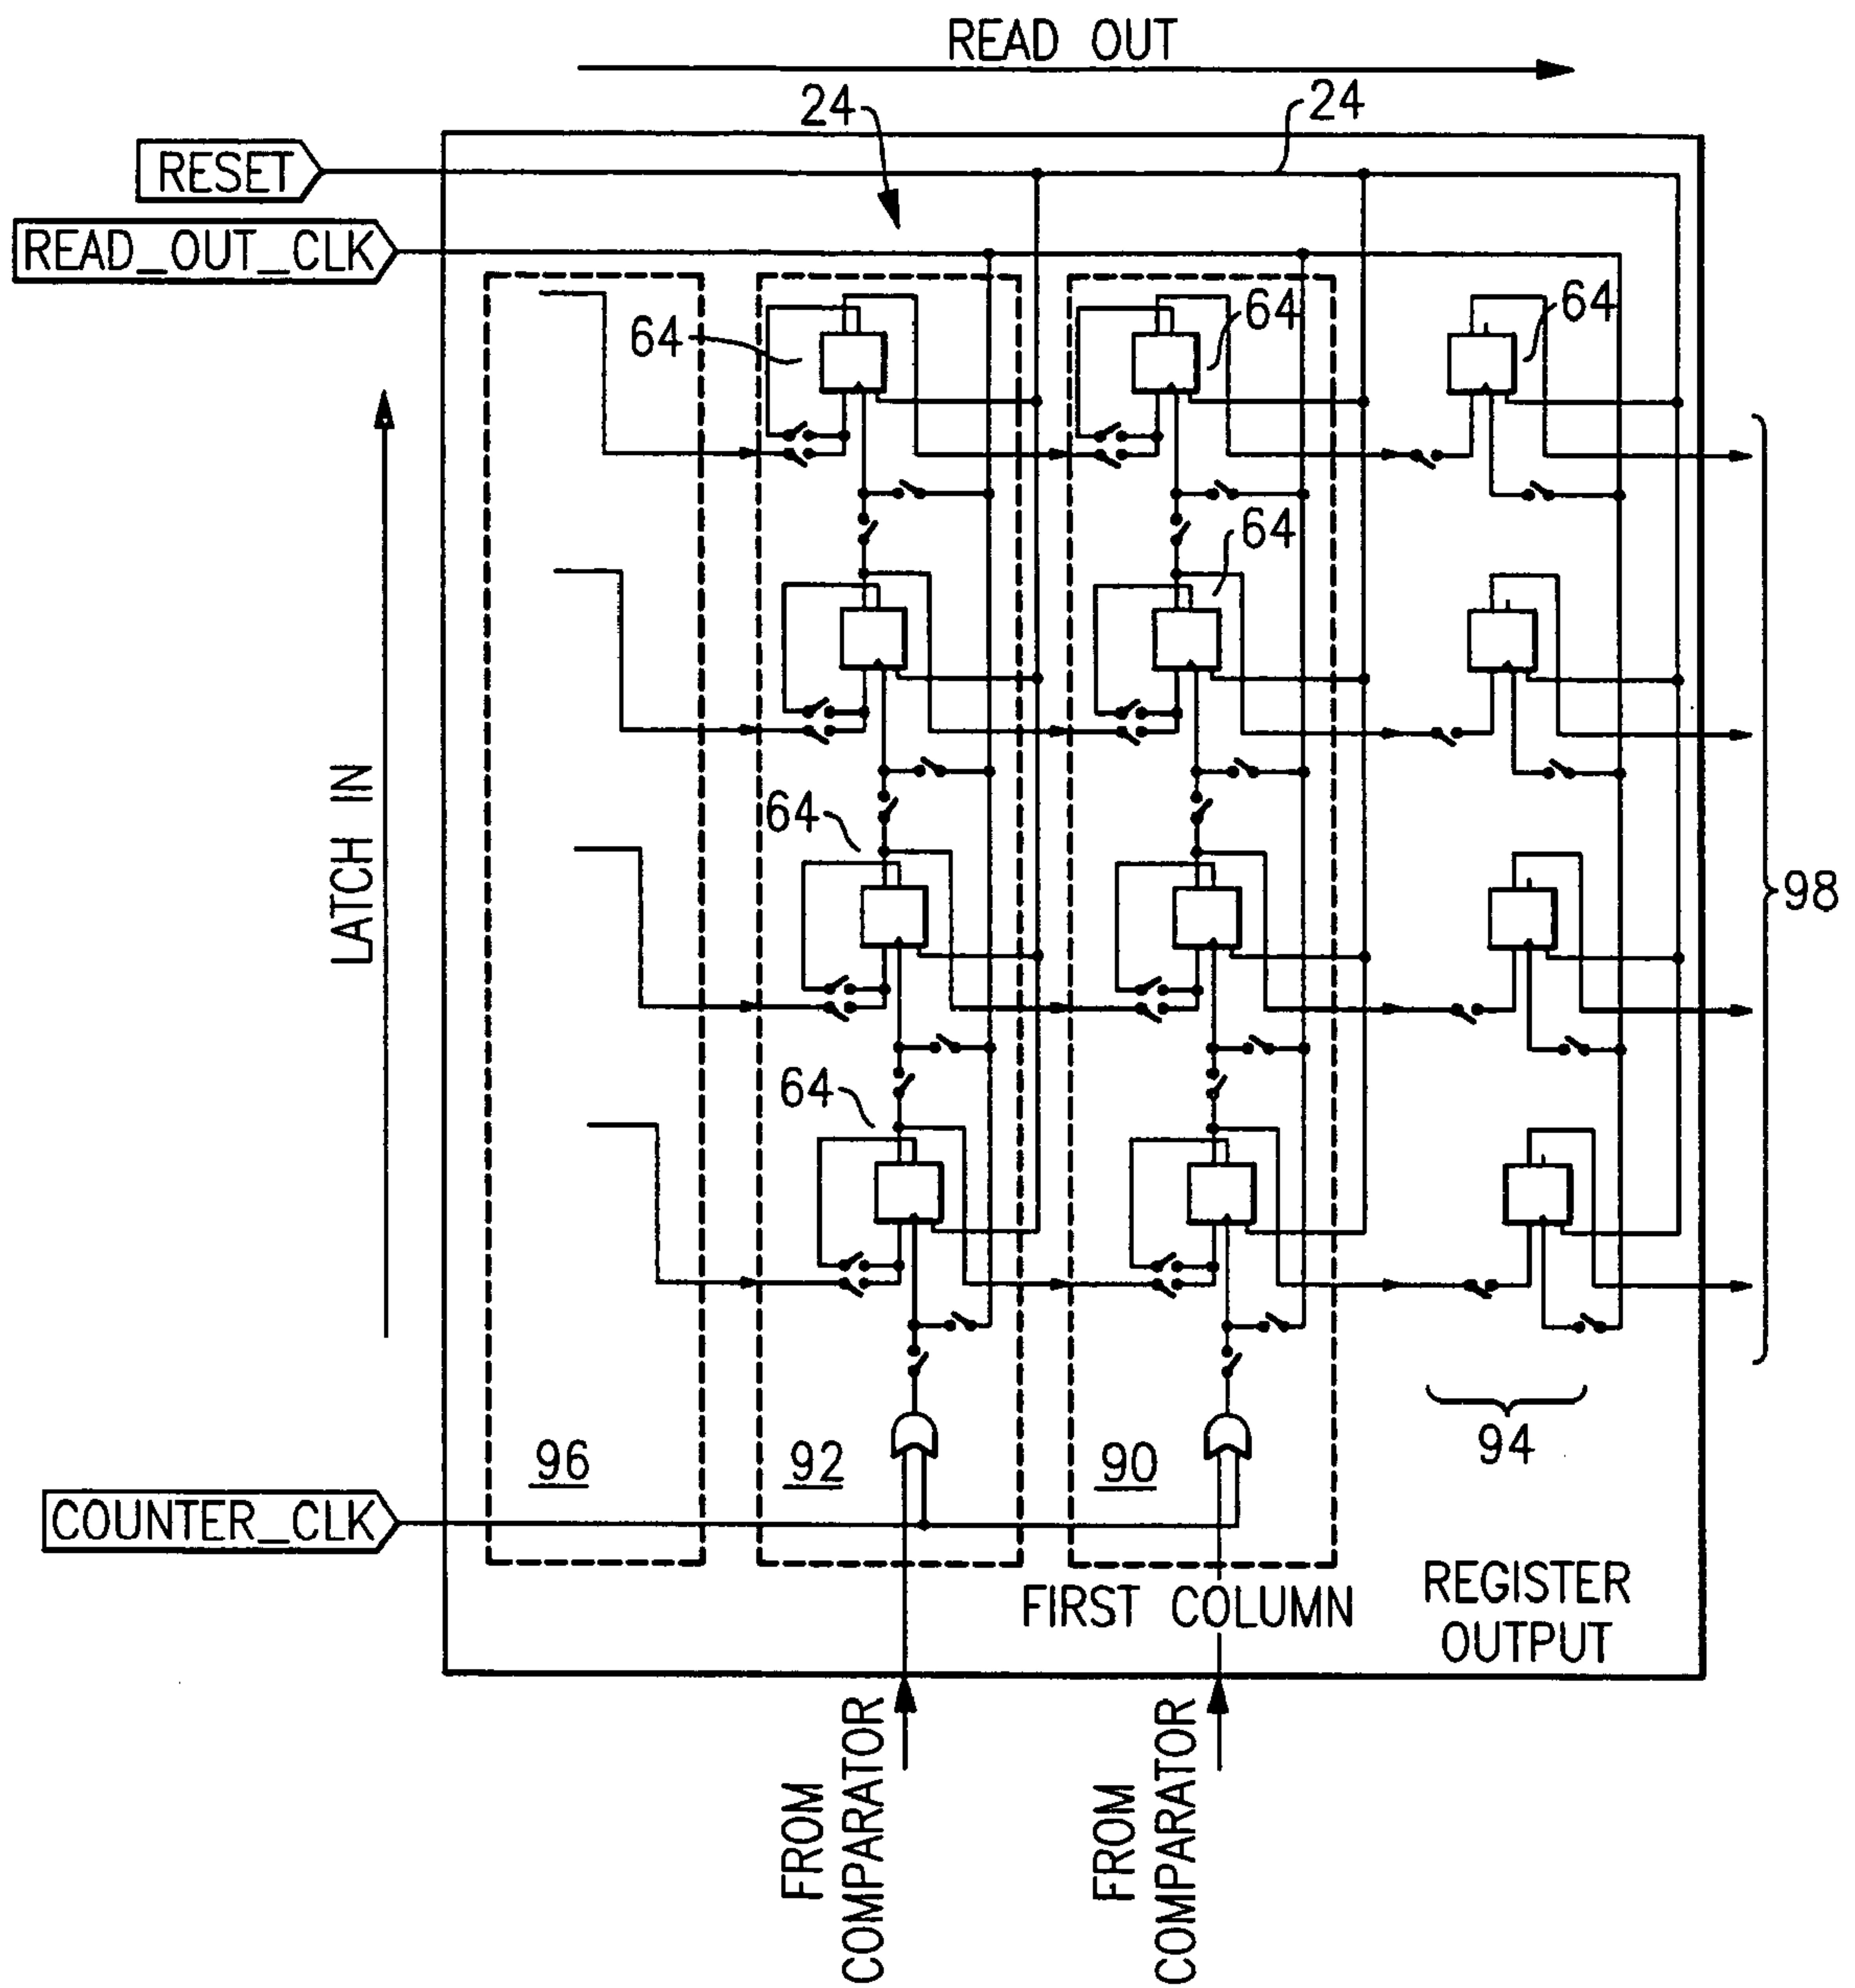 READ OUT
24
24
RESET
READ_OUT_CLK
64
64
64
64
LATCH IN
64
98
64
94
96
92
90
COUNTER_CLK
FIRST COLUMN
REGISTER
OUTPUT
FROM
COMPARATOR
FROM
COMPARATOR